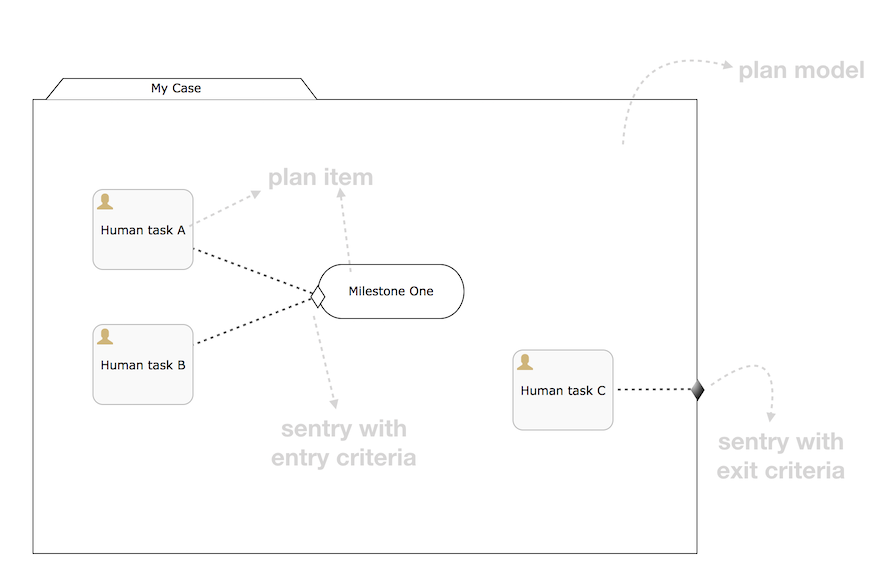 plan model
My Case
plan item
Human task A
Milestone One
Human task B
Human task C
sentry with
entry criteria
sentry with
exit criteria